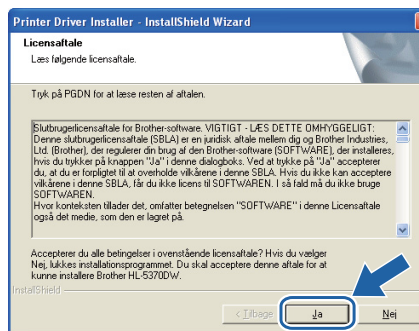 Printer Driver Installer - InstallShield Wizard
Licensaftale
Læs følgende licensaftale.
Tryk på PGDN for at læse resten af aftalen.
Slutbrugerlicensaftale for Brother-software. VIGTIGT - LÆS DETTE OMHYGGELIGT:
Denne slutbrugerlicensaftale (SBLA) er en juridisk aftale mellem dig og Brother Industries,
Ltd. (Brother), der regulerer din brug af den Brother-software (SOFTWARE), der installeres,
hvis du trykker på knappen "Ja" i denne dialogboks. Ved at trykke på "Ja" accepterer
du, at du er forpligtet til at overholde vilkårene i denne SBLA. Hvis du ikke kan acceptere
vilkårene i denne SBLA, får du ikke licens til SOFTWAREN. I så fald må du ikke bruge
SOFTWAREN.
Hvor konteksten tillader det, omfatter betegnelsen "SOFTWARE" i denne Licensaftale
også det medie, som den er lagret på.
Accepterer du alle betingelser i ovenstående licensaftale? Hvis du vælger
Nej, lukkes installationsprogrammet. Du skal acceptere denne aftale for at
kunne installere Brother HL-5370DW.
InstallShield
< Tilbage
Ja
Nej